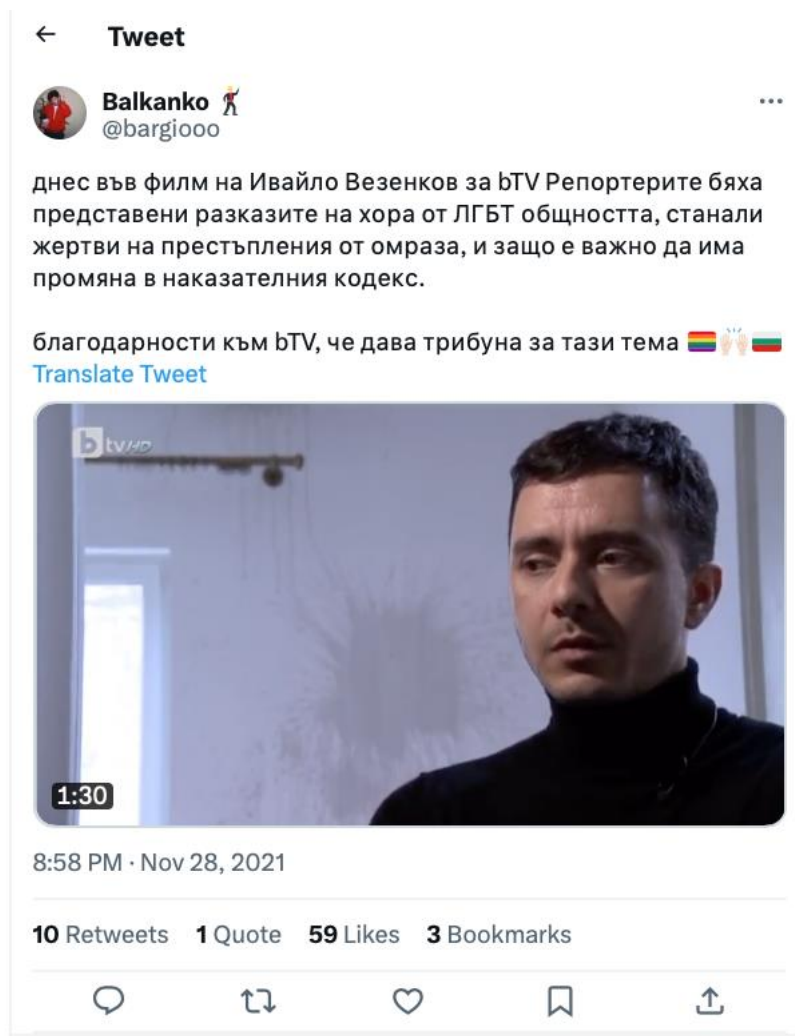 Tweet
Balkanko
@bargiooo
днес във филм на Ивайло Везенков за bTV Репортерите бяха
представени разказите на хора от ЛГБТ общността, станали
жертви на престъпления от омраза, и защо е важно да има
промяна в наказателния кодекс.
благодарности към bTV, че дава трибуна за тази тема
Translate Tweet
b tv HD
1:30
8:58 PM · Nov 28, 2021
10 Retweets 1 Quote 59 Likes 3 Bookmarks